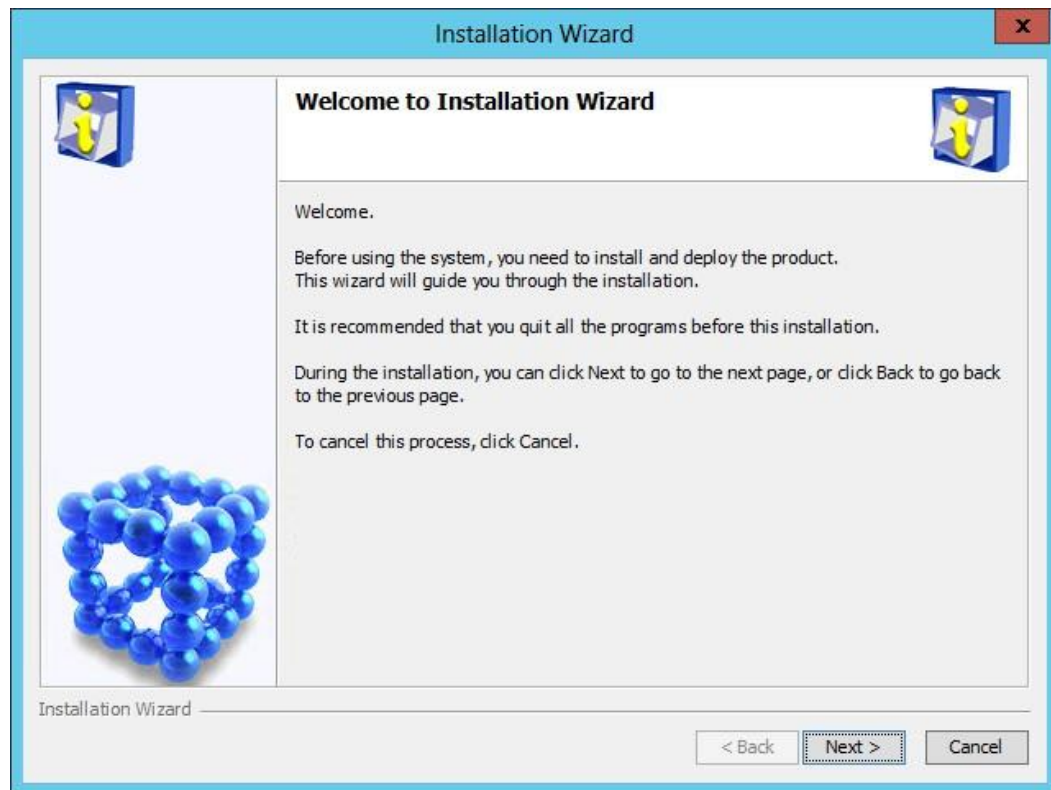 Installation Wizard
X
Welcome to Installation Wizard
Welcome.
Before using the system, you need to install and deploy the product.
This wizard will guide you through the installation.
It is recommended that you quit all the programs before this installation.
During the installation, you can click Next to go to the next page, or click Back to go back
to the previous page.
To cancel this process, click Cancel.
Installation Wizard
< Back Next > Cancel